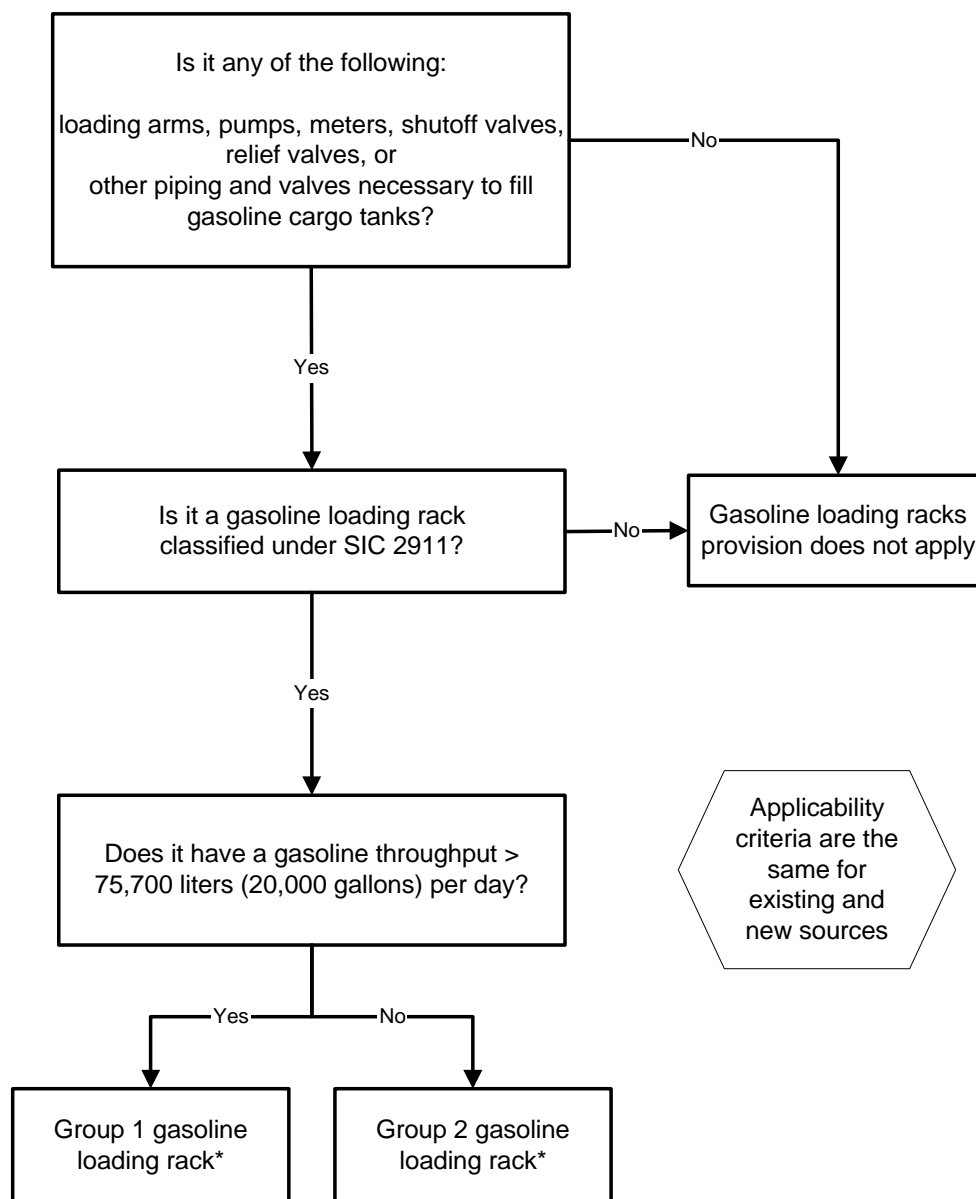 Is it any of the following:
loading arms, pumps, meters, shutoff valves,
relief valves, or
other piping and valves necessary to fill
gasoline cargo tanks?
No
Yes
Is it a gasoline loading rack
classified under SIC 2911?
No
Gasoline loading racks
provision does not apply
Yes
Does it have a gasoline throughput >
75,700 liters (20,000 gallons) per day?
Applicability
criteria are the
same for
existing and
new sources
Yes
No
Group 1 gasoline
loading rack*
Group 2 gasoline
loading rack*